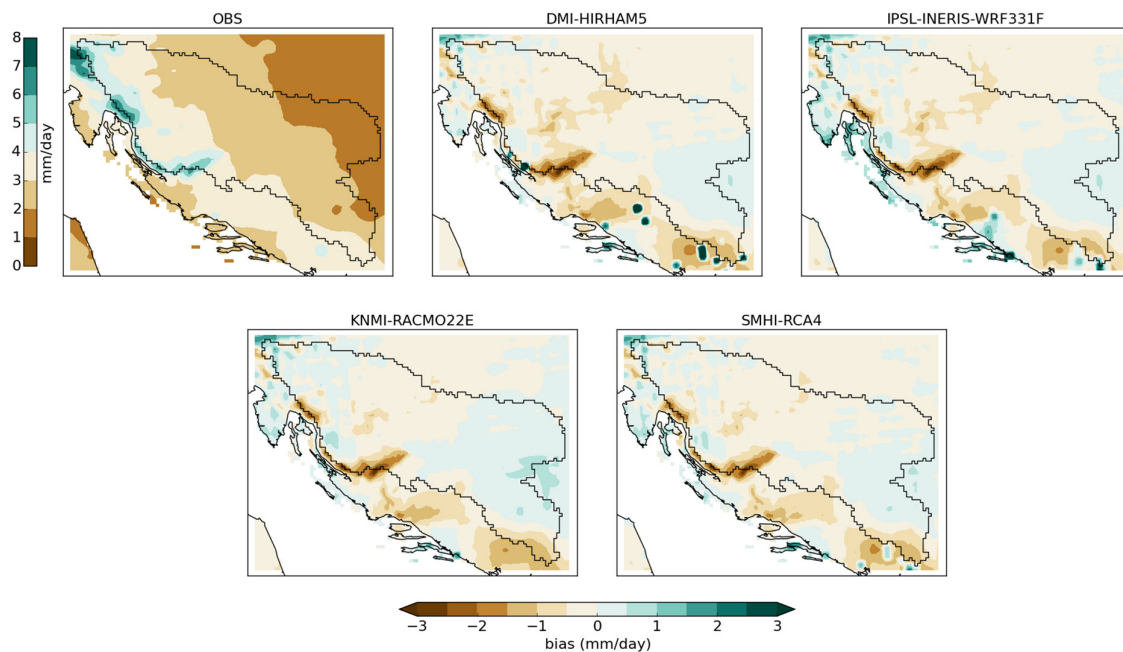 OBS
DMI-HIRHAM5
IPSL-INERIS-WRF331F
8
7
6
5
4
3
2
1
0
mm/day
KNMI-RACMO22E
SMHI-RCA4
−3 −2 −1 0 1 2 3
bias (mm/day)